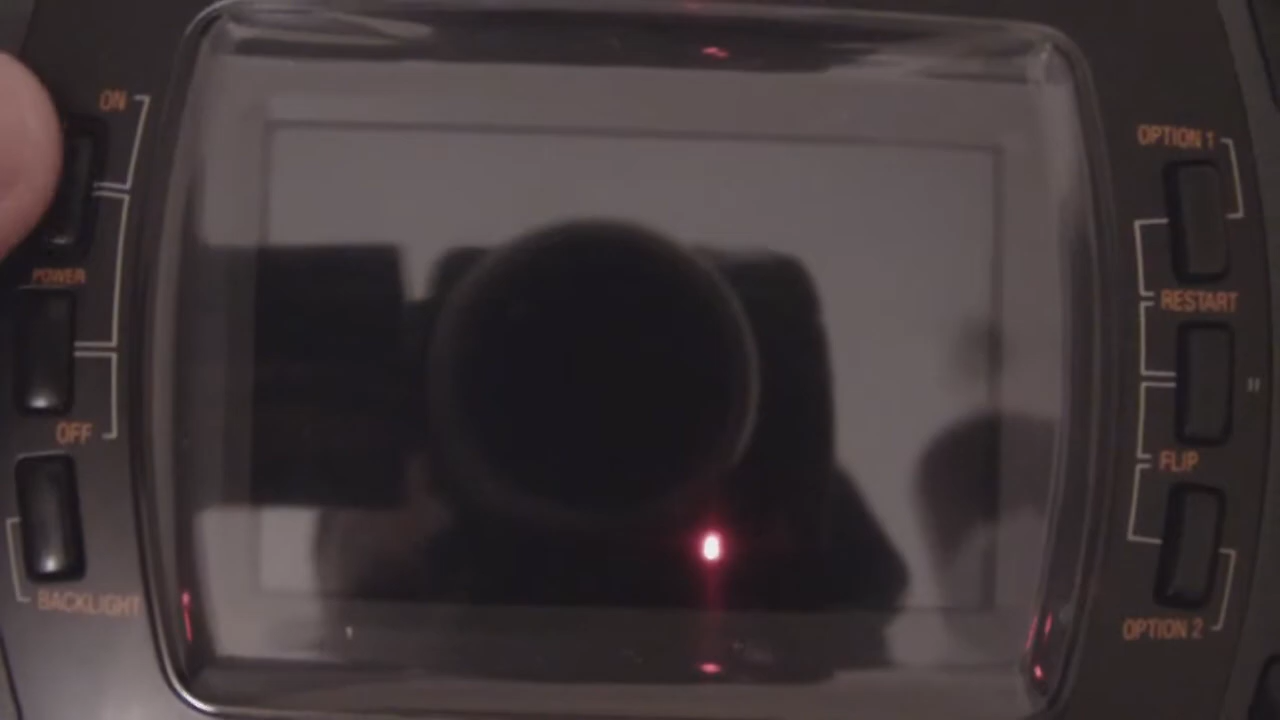 ON
POWER
OFF
BACKLIGHT
OPTION 1
RESTART
FLIP
OPTION 2